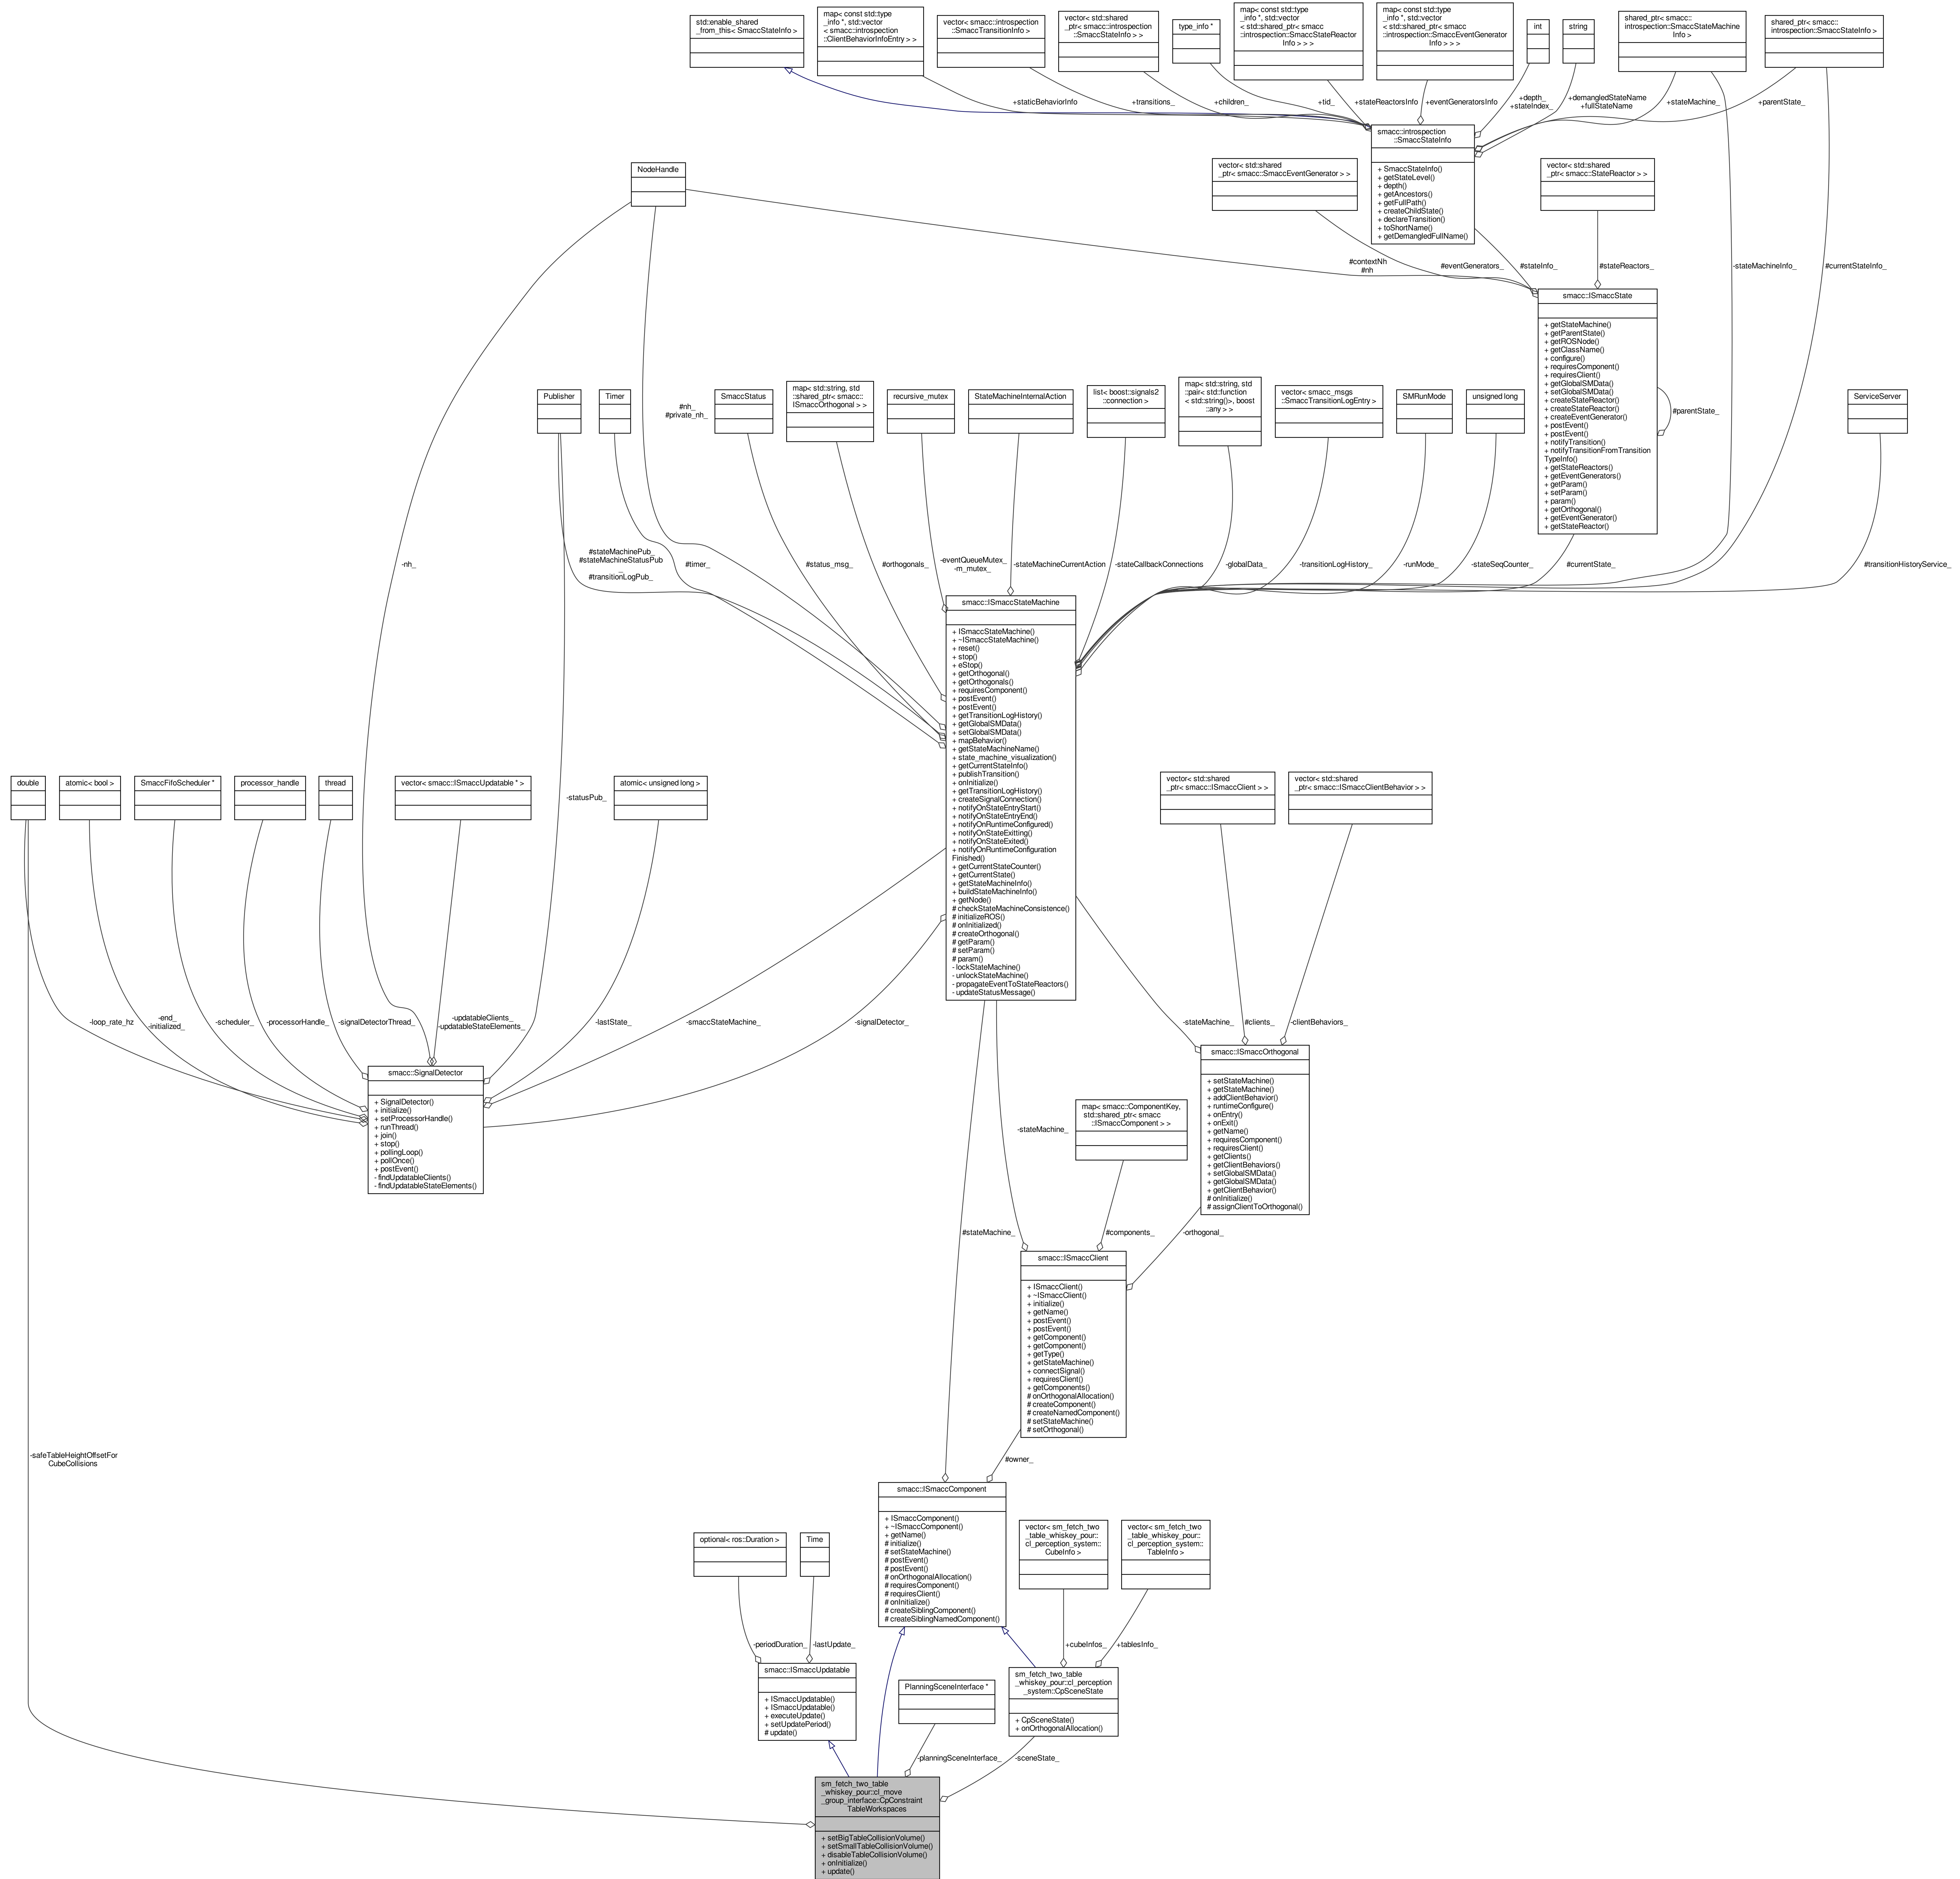 std::enable_shared
_from_this< SmaccStateInfo >
map< const std::type
_info *, std::vector
< smacc::introspection
::ClientBehaviorInfoEntry > >
vector< smacc::introspection
::SmaccTransitionInfo >
vector< std::shared
_ptr< smacc::introspection
::SmaccStateInfo > >
type_info *
map< const std::type
_info *, std::vector
< std::shared_ptr< smacc
::introspection::SmaccStateReactor
Info > > >
map< const std::type
_info *, std::vector
< std::shared_ptr< smacc
::introspection::SmaccEventGenerator
Info > > >
int
string
shared_ptr< smacc::
introspection::SmaccStateMachine
Info >
shared_ptr< smacc::
introspection::SmaccStateInfo >
+staticBehaviorInfo
+transitions_
+children_
+tid_
+stateReactorsInfo
+eventGeneratorsInfo
+depth_
+stateIndex_
+demangledStateName
+fullStateName
+stateMachine_
+parentState_
smacc::introspection
::SmaccStateInfo
+ SmaccStateInfo()
+ getStateLevel()
+ depth()
+ getAncestors()
+ getFullPath()
+ createChildState()
+ declareTransition()
+ toShortName()
+ getDemangledFullName()
NodeHandle
vector< std::shared
_ptr< smacc::SmaccEventGenerator > >
vector< std::shared
_ptr< smacc::StateReactor > >
#contextNh
#nh
#eventGenerators_
#stateInfo_
#stateReactors_
-stateMachineInfo_
#currentStateInfo_
smacc::ISmaccState
+ getStateMachine()
+ getParentState()
+ getROSNode()
+ getClassName()
+ configure()
+ requiresComponent()
+ requiresClient()
+ getGlobalSMData()
+ setGlobalSMData()
+ createStateReactor()
+ createStateReactor()
+ createEventGenerator()
+ postEvent()
+ postEvent()
+ notifyTransition()
+ notifyTransitionFromTransition
TypeInfo()
+ getStateReactors()
+ getEventGenerators()
+ getParam()
+ setParam()
+ param()
+ getOrthogonal()
+ getEventGenerator()
+ getStateReactor()
#parentState_
Publisher
Timer
#nh_
#private_nh_
SmaccStatus
map< std::string, std
::shared_ptr< smacc::
ISmaccOrthogonal > >
recursive_mutex
StateMachineInternalAction
list< boost::signals2
::connection >
map< std::string, std
::pair< std::function
< std::string()>, boost
::any > >
vector< smacc_msgs
::SmaccTransitionLogEntry >
SMRunMode
unsigned long
ServiceServer
-nh_
#stateMachinePub_
#stateMachineStatusPub
_
#transitionLogPub_
#timer_
#status_msg_
#orthogonals_
-eventQueueMutex_
-m_mutex_
-stateMachineCurrentAction
-stateCallbackConnections
-globalData_
-transitionLogHistory_
-runMode_
-stateSeqCounter_
#currentState_
#transitionHistoryService_
smacc::ISmaccStateMachine
+ ISmaccStateMachine()
+ ~ISmaccStateMachine()
+ reset()
+ stop()
+ eStop()
+ getOrthogonal()
+ getOrthogonals()
+ requiresComponent()
+ postEvent()
+ postEvent()
+ getTransitionLogHistory()
+ getGlobalSMData()
+ setGlobalSMData()
+ mapBehavior()
+ getStateMachineName()
+ state_machine_visualization()
+ getCurrentStateInfo()
+ publishTransition()
+ onInitialize()
+ getTransitionLogHistory()
+ createSignalConnection()
+ notifyOnStateEntryStart()
+ notifyOnStateEntryEnd()
+ notifyOnRuntimeConfigured()
+ notifyOnStateExitting()
+ notifyOnStateExited()
+ notifyOnRuntimeConfiguration
Finished()
+ getCurrentStateCounter()
+ getCurrentState()
+ getStateMachineInfo()
+ buildStateMachineInfo()
+ getNode()
# checkStateMachineConsistence()
# initializeROS()
# onInitialized()
# createOrthogonal()
# getParam()
# setParam()
# param()
- lockStateMachine()
- unlockStateMachine()
- propagateEventToStateReactors()
- updateStatusMessage()
double
atomic< bool >
SmaccFifoScheduler *
processor_handle
thread
vector< smacc::ISmaccUpdatable * >
-statusPub_
atomic< unsigned long >
vector< std::shared
_ptr< smacc::ISmaccClient > >
vector< std::shared
_ptr< smacc::ISmaccClientBehavior > >
-loop_rate_hz
-end_
-initialized_
-scheduler_
-processorHandle_
-signalDetectorThread_
-updatableClients_
-updatableStateElements_
-lastState_
-smaccStateMachine_
-signalDetector_
-stateMachine_
#clients_
-clientBehaviors_
smacc::SignalDetector
+ SignalDetector()
+ initialize()
+ setProcessorHandle()
+ runThread()
+ join()
+ stop()
+ pollingLoop()
+ pollOnce()
+ postEvent()
- findUpdatableClients()
- findUpdatableStateElements()
smacc::ISmaccOrthogonal
+ setStateMachine()
+ getStateMachine()
+ addClientBehavior()
+ runtimeConfigure()
+ onEntry()
+ onExit()
+ getName()
+ requiresComponent()
+ requiresClient()
+ getClients()
+ getClientBehaviors()
+ setGlobalSMData()
+ getGlobalSMData()
+ getClientBehavior()
# onInitialize()
# assignClientToOrthogonal()
map< smacc::ComponentKey,
std::shared_ptr< smacc
::ISmaccComponent > >
-stateMachine_
#stateMachine_
#components_
-orthogonal_
smacc::ISmaccClient
+ ISmaccClient()
+ ~ISmaccClient()
+ initialize()
+ getName()
+ postEvent()
+ postEvent()
+ getComponent()
+ getComponent()
+ getType()
+ getStateMachine()
+ connectSignal()
+ requiresClient()
+ getComponents()
# onOrthogonalAllocation()
# createComponent()
# createNamedComponent()
# setStateMachine()
# setOrthogonal()
-safeTableHeightOffsetFor
CubeCollisions
#owner_
smacc::ISmaccComponent
+ ISmaccComponent()
+ ~ISmaccComponent()
+ getName()
# initialize()
# setStateMachine()
# postEvent()
# postEvent()
# onOrthogonalAllocation()
# requiresComponent()
# requiresClient()
# onInitialize()
# createSiblingComponent()
# createSiblingNamedComponent()
optional< ros::Duration >
Time
vector< sm_fetch_two
_table_whiskey_pour::
cl_perception_system::
CubeInfo >
vector< sm_fetch_two
_table_whiskey_pour::
cl_perception_system::
TableInfo >
-periodDuration_
-lastUpdate_
+cubeInfos_
+tablesInfo_
smacc::ISmaccUpdatable
+ ISmaccUpdatable()
+ ISmaccUpdatable()
+ executeUpdate()
+ setUpdatePeriod()
# update()
PlanningSceneInterface *
sm_fetch_two_table
_whiskey_pour::cl_perception
_system::CpSceneState
+ CpSceneState()
+ onOrthogonalAllocation()
-planningSceneInterface_
-sceneState_
sm_fetch_two_table
_whiskey_pour::cl_move
_group_interface::CpConstraint
TableWorkspaces
+ setBigTableCollisionVolume()
+ setSmallTableCollisionVolume()
+ disableTableCollisionVolume()
+ onInitialize()
+ update()